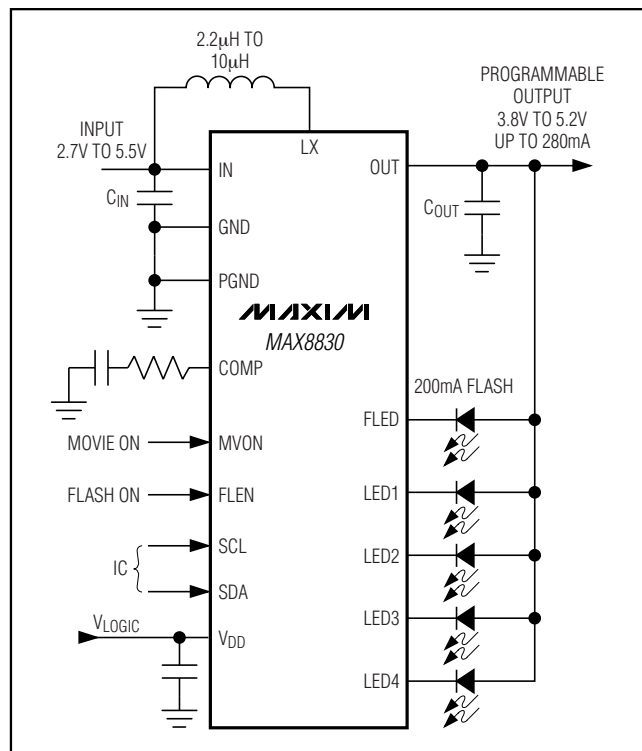 2.2µH TO
10µH
PROGRAMMABLE
OUTPUT
3.8V TO 5.2V
UP TO 280mA
INPUT
2.7V TO 5.5V
LX
IN
OUT
CIN
COUT
GND
PGND
MAXIM
MAX8830
COMP
200mA FLASH
FLED
MOVIE ON
MVON
LED1
FLASH ON
FLEN
LED2
IC
SCL
SDA
LED3
VLOGIC
VDD
LED4